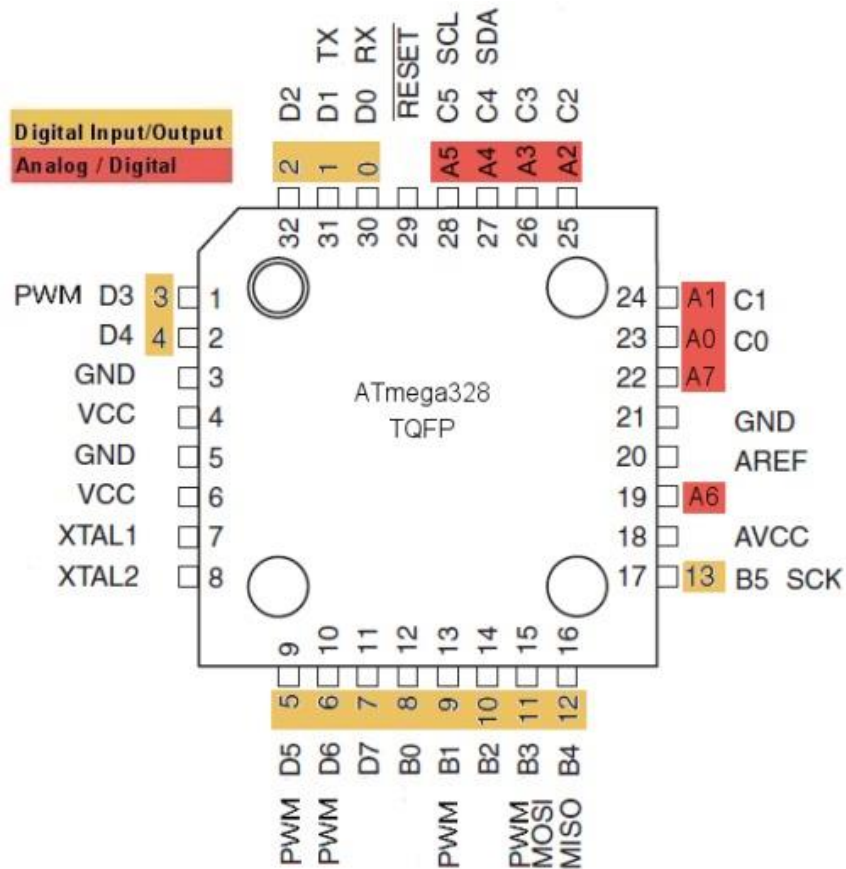 Digital Input/Output
Analog / Digital
D2
D1 TX
D0 RX
RESET
C5 SCL
C4 SDA
C3
C2
2 1 0 A5 A4 A3 A2
32 31 30 29 28 27 26 25
PWM D3 3 1
D4 4 2
GND 3
VCC 4
GND 5
VCC 6
XTAL1 7
XTAL2 8
ATmega328
TQFP
24 A1 C1
23 A0 C0
22 A7
21 GND
20 AREF
19 A6
18 AVCC
17 13 B5 SCK
9 10 11 12 13 14 15 16
5 6 7 8 9 10 11 12
D5 D6 D7 B0 B1 B2 B3 B4
PWM PWM PWM PWM MISO
MOSI